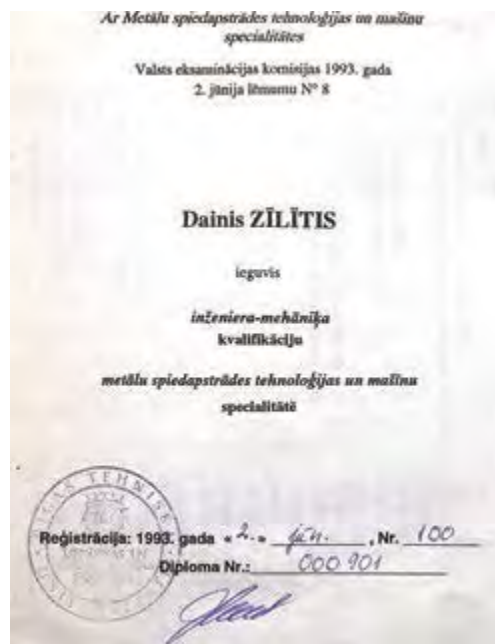 Ar Metālu spiedapstrādes tehnoloģijas un mašīnu
specialitātes
Valsts eksaminācijas komisijas 1993. gada
2. jūnija lēmumu N° 8
Dainis ZĪLĪTIS
ieguvis
inženiera-mehāniķa
kvalifikāciju
metālu spiedapstrādes tehnoloģijas un mašīnu
specialitātē
Reģistrācija: 1993. gada « 2. » jūn. , Nr. 100
Diploma Nr.: 000 901